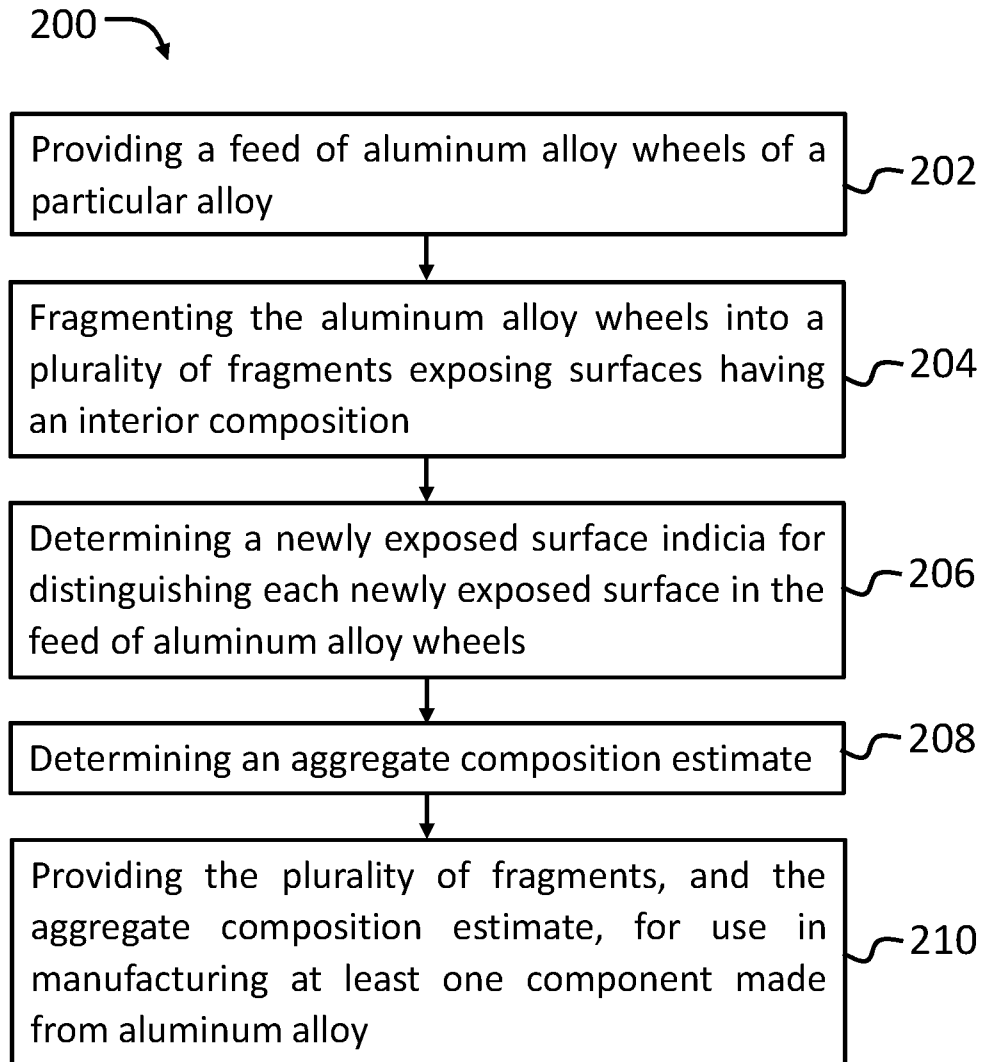 200
Providing a feed of aluminum alloy wheels of a
particular alloy
202
Fragmenting the aluminum alloy wheels into a
plurality of fragments exposing surfaces having
an interior composition
204
Determining a newly exposed surface indicia for
distinguishing each newly exposed surface in the
feed of aluminum alloy wheels
206
Determining an aggregate composition estimate
208
Providing the plurality of fragments, and the
aggregate composition estimate, for use in
manufacturing at least one component made
from aluminum alloy
210